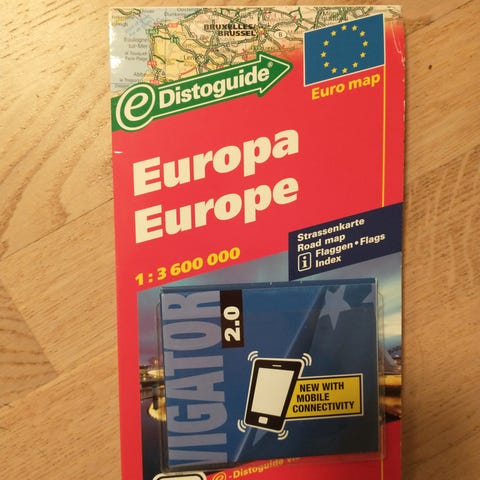 BRUXELLES/
BRUSSEL
e Distoguide®
Euro map
Europa
Europe
1 : 3 600 000
Strassenkarte
Road map
i Flaggen • Flags
Index
VIGATOR
2.0
NEW WITH
MOBILE
CONNECTIVITY
e - Distoguide